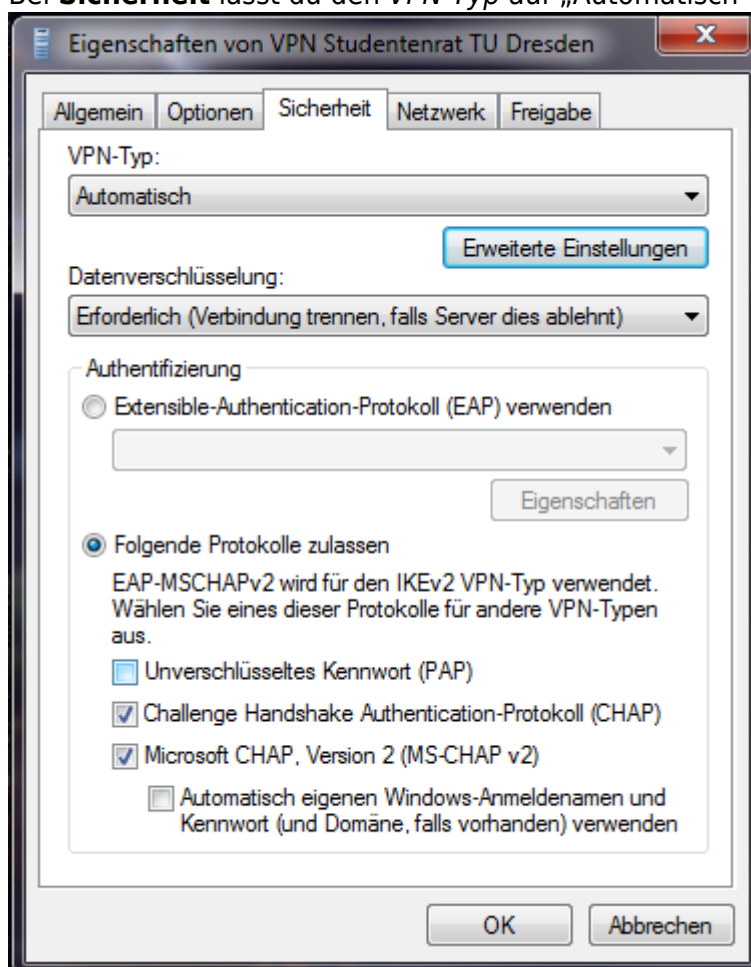 Bei Sicherheit lässt du den VPN-Typ auf „Automatisch“
Eigenschaften von VPN Studentenrat TU Dresden
Allgemein Optionen Sicherheit Netzwerk Freigabe
VPN-Typ:
Automatisch
Erweiterte Einstellungen
Datenverschlüsselung:
Erforderlich (Verbindung trennen, falls Server dies ablehnt)
Authentifizierung
Extensible-Authentication-Protokoll (EAP) verwenden
Eigenschaften
Folgende Protokolle zulassen
EAP-MSCHAPv2 wird für den IKEv2 VPN-Typ verwendet.
Wählen Sie eines dieser Protokolle für andere VPN-Typen
aus.
Unverschlüsseltes Kennwort (PAP)
Challenge Handshake Authentication-Protokoll (CHAP)
Microsoft CHAP, Version 2 (MS-CHAP v2)
Automatisch eigenen Windows-Anmeldenamen und
Kennwort (und Domäne, falls vorhanden) verwenden
OK Abbrechen